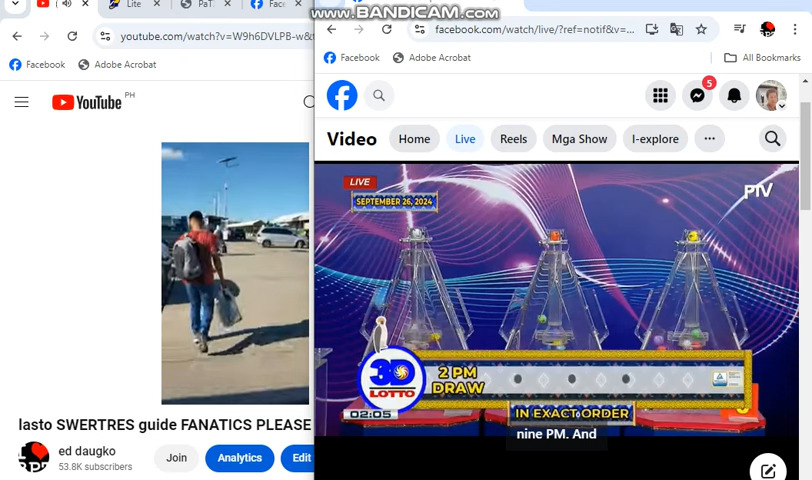 WWW.BANDICAM.COM
Lite
Face
youtube.com/watch?v=W9h6DVLPB-w&
facebook.com/watch/live/?ref=notif&v=...
Facebook
Adobe Acrobat
Facebook
Adobe Acrobat
All Bookmarks
YouTube PH
5
Video
Home
Live
Reels
Mga Show
I-explore
LIVE
SEPTEMBER 26, 2024
PTV
3D
LOTTO
2 PM
DRAW
02:05
IN EXACT ORDER
nine PM. And
lasto SWERTRES guide FANATICS PLEASE
ed daugko
53.8K subscribers
Join
Analytics
Edit